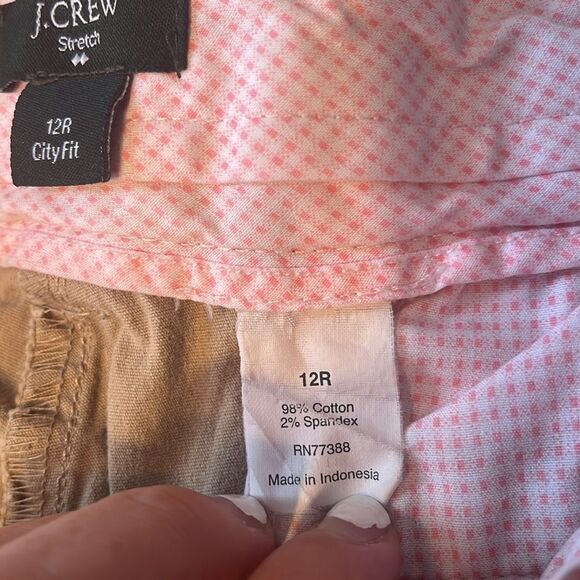 J.CREW
Stretch
12R
City Fit
12R
98% Cotton
2% Spandex
RN77388
Made in Indonesia